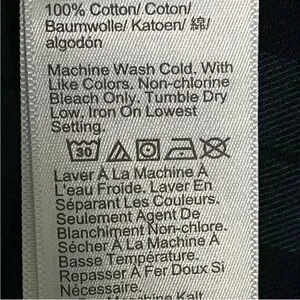 100% Cotton/ Coton/
Baumwolle/ Katoen/ 綿/
algodón
Machine Wash Cold. With
Like Colors. Non-chlorine
Bleach Only. Tumble Dry
Low. Iron On Lowest
Setting.
30
Laver À La Machine À
L'eau Froide. Laver En
Séparant Les Couleurs.
Seulement Agent De
Blanchiment Non-chlore.
Sécher À La Machine À
Basse Température.
Repasser À Fer Doux Si
Nécessaire.
Maschine Kalt